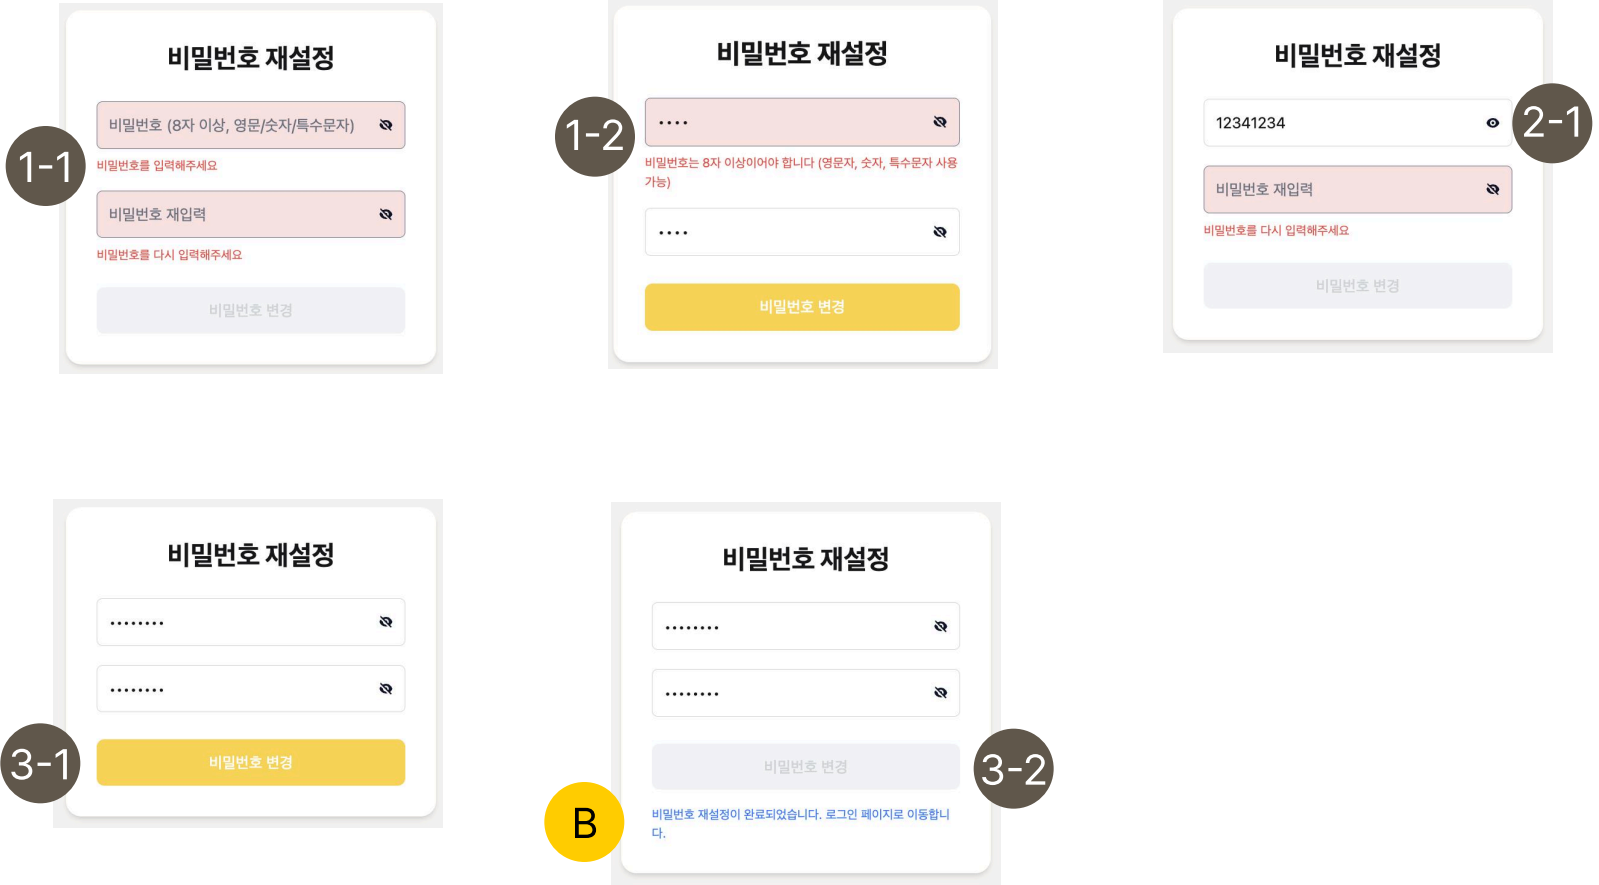 비밀번호 재설정
1-1
비밀번호 (8자 이상, 영문/숫자/특수문자)
비밀번호를 입력해주세요
비밀번호 재입력
비밀번호를 다시 입력해주세요
비밀번호 변경
비밀번호 재설정
1-2
••••
비밀번호는 8자 이상이어야 합니다 (영문자, 숫자, 특수문자 사용
가능)
••••
비밀번호 변경
비밀번호 재설정
2-1
12341234
비밀번호 재입력
비밀번호를 다시 입력해주세요
비밀번호 변경
비밀번호 재설정
••••••••
••••••••
3-1
비밀번호 변경
비밀번호 재설정
••••••••
••••••••
비밀번호 변경
3-2
B
비밀번호 재설정이 완료되었습니다. 로그인 페이지로 이동합니
다.